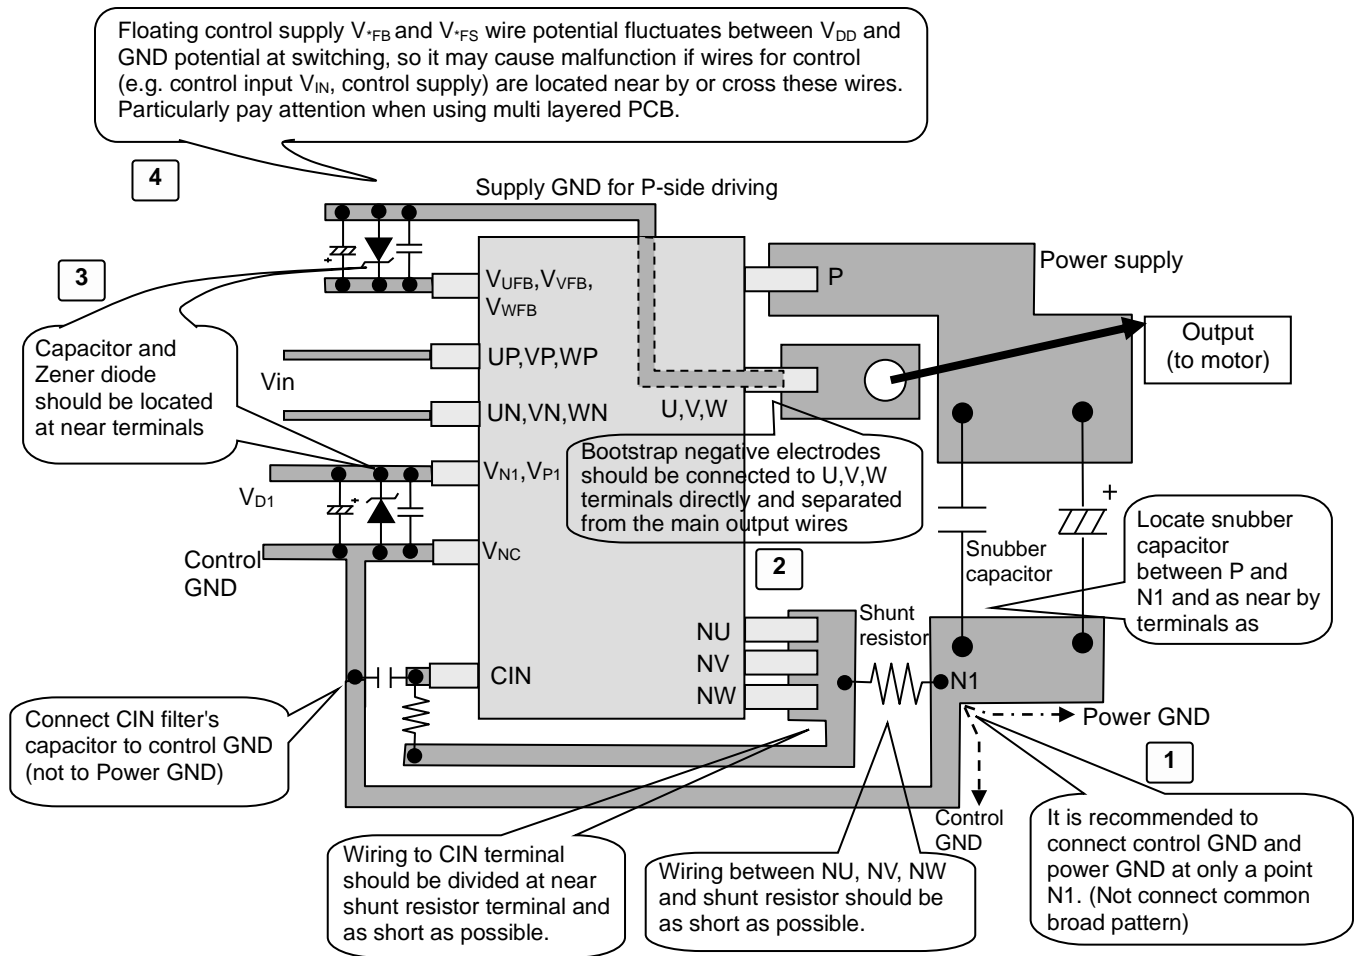 Floating control supply V*FB and V*FS wire potential fluctuates between VDD and
GND potential at switching, so it may cause malfunction if wires for control
(e.g. control input VIN, control supply) are located near by or cross these wires.
Particularly pay attention when using multi layered PCB.
4
Supply GND for P-side driving
3
Capacitor and
Zener diode
should be located
at near terminals
+
VUFB,VVFB,
VWFB
P
Power supply
Output
(to motor)
UP,VP,WP
Vin
UN,VN,WN
U,V,W
Bootstrap negative electrodes
should be connected to U,V,W
terminals directly and separated
from the main output wires
2
VN1,VP1
VD1
+
Control
GND
VNC
Snubber
capacitor
+
Locate snubber
capacitor
between P and
N1 and as near by
terminals as
NU
NV
NW
Shunt
resistor
N1
CIN
Connect CIN filter's
capacitor to control GND
(not to Power GND)
Power GND
1
Control
GND
It is recommended to
connect control GND and
power GND at only a point
N1. (Not connect common
broad pattern)
Wiring to CIN terminal
should be divided at near
shunt resistor terminal and
as short as possible.
Wiring between NU, NV, NW
and shunt resistor should be
as short as possible.